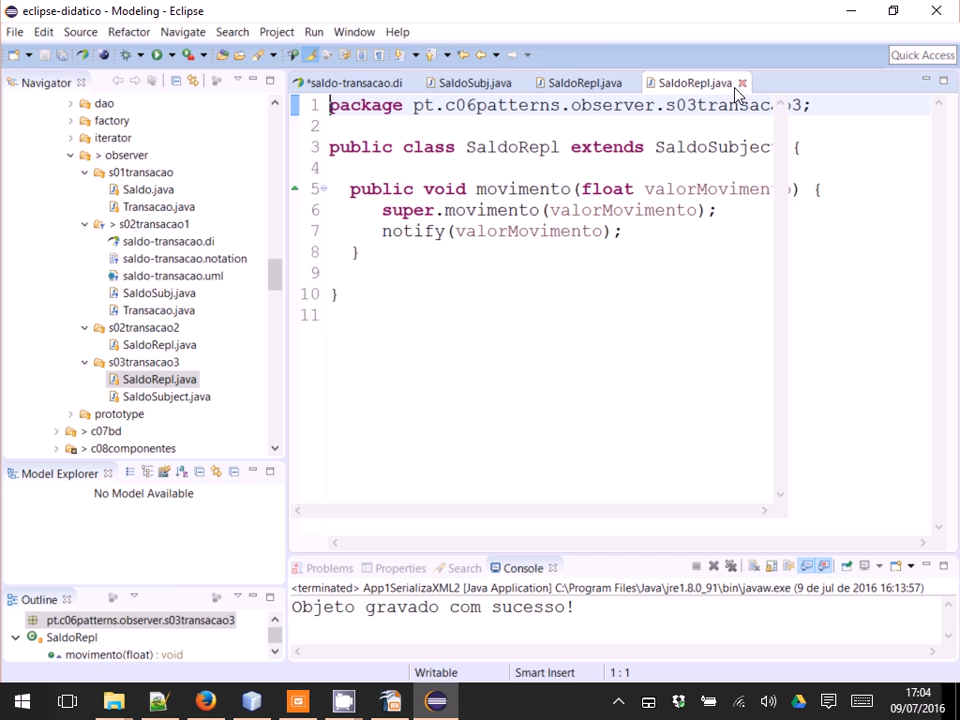 eclipse-didatico - Modeling - Eclipse
File Edit Source Refactor Navigate Search Project Run Window Help
Quick Access
Navigator
*saldo-transacao.di SaldoSubj.java SaldoRepl.java SaldoRepl.java
dao
factory
iterator
> observer
s01transacao
Saldo.java
Transacao.java
> s02transacao1
saldo-transacao.di
saldo-transacao.notation
saldo-transacao.uml
SaldoSubj.java
Transacao.java
s02transacao2
SaldoRepl.java
s03transacao3
SaldoRepl.java
SaldoSubject.java
prototype
> c07bd
> c08componentes
1 package pt.c06patterns.observer.s03transacao3;
2
3 public class SaldoRepl extends SaldoSubject {
4
5 public void movimento(float valorMovimento) {
6 super.movimento(valorMovimento);
7 notify(valorMovimento);
8 }
9
10 }
11
Model Explorer
No Model Available
Outline
pt.c06patterns.observer.s03transacao3
SaldoRepl
movimento(float) : void
Problems Properties Search Console
<terminated> App1SerializaXML2 [Java Application] C:\Program Files\Java\jre1.8.0_91\bin\javaw.exe (9 de jul de 2016 16:13:57)
Objeto gravado com sucesso!
Writable Smart Insert 1 : 1
17:04
09/07/2016